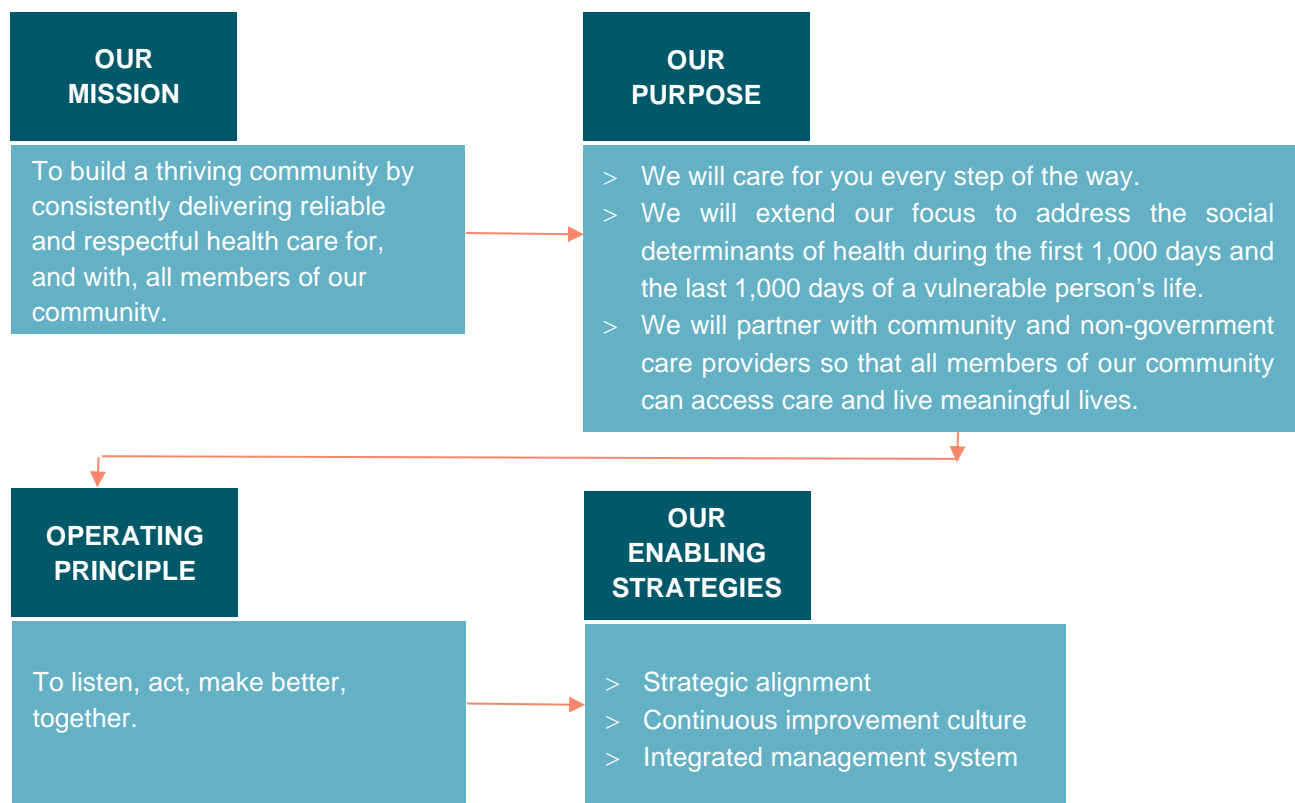 OUR
MISSION
To build a thriving community by
consistently delivering reliable
and respectful health care for,
and with, all members of our
community.
OUR
PURPOSE
> We will care for you every step of the way.
> We will extend our focus to address the social
determinants of health during the first 1,000 days and
the last 1,000 days of a vulnerable person’s life.
> We will partner with community and non-government
care providers so that all members of our community
can access care and live meaningful lives.
OPERATING
PRINCIPLE
To listen, act, make better,
together.
OUR
ENABLING
STRATEGIES
> Strategic alignment
> Continuous improvement culture
> Integrated management system